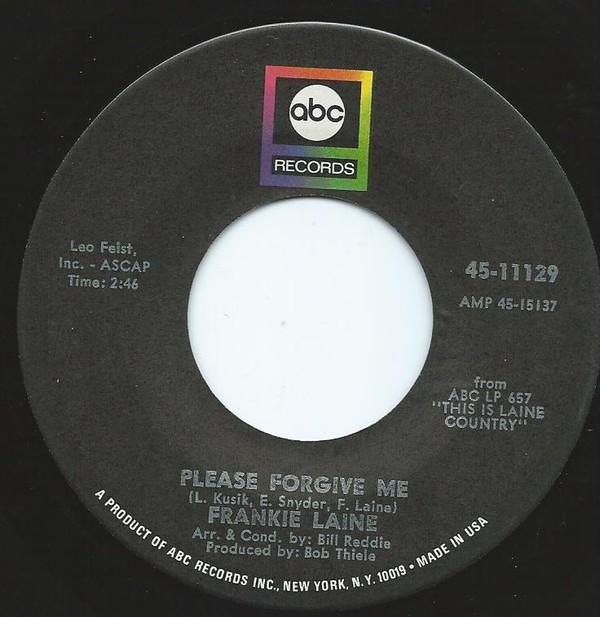 abc
RECORDS
Leo Feist,
Inc. - ASCAP
Time: 2:46
45-11129
AMP 45-15137
from
ABC LP 657
"THIS IS LAINE
COUNTRY"
PLEASE FORGIVE ME
(L. Kusik, E. Snyder, F. Laine)
FRANKIE LAINE
Arr. & Cond. by: Bill Reddie
Produced by: Bob Thiele
A PRODUCT OF ABC RECORDS INC., NEW YORK, N.Y. 10019 • MADE IN USA